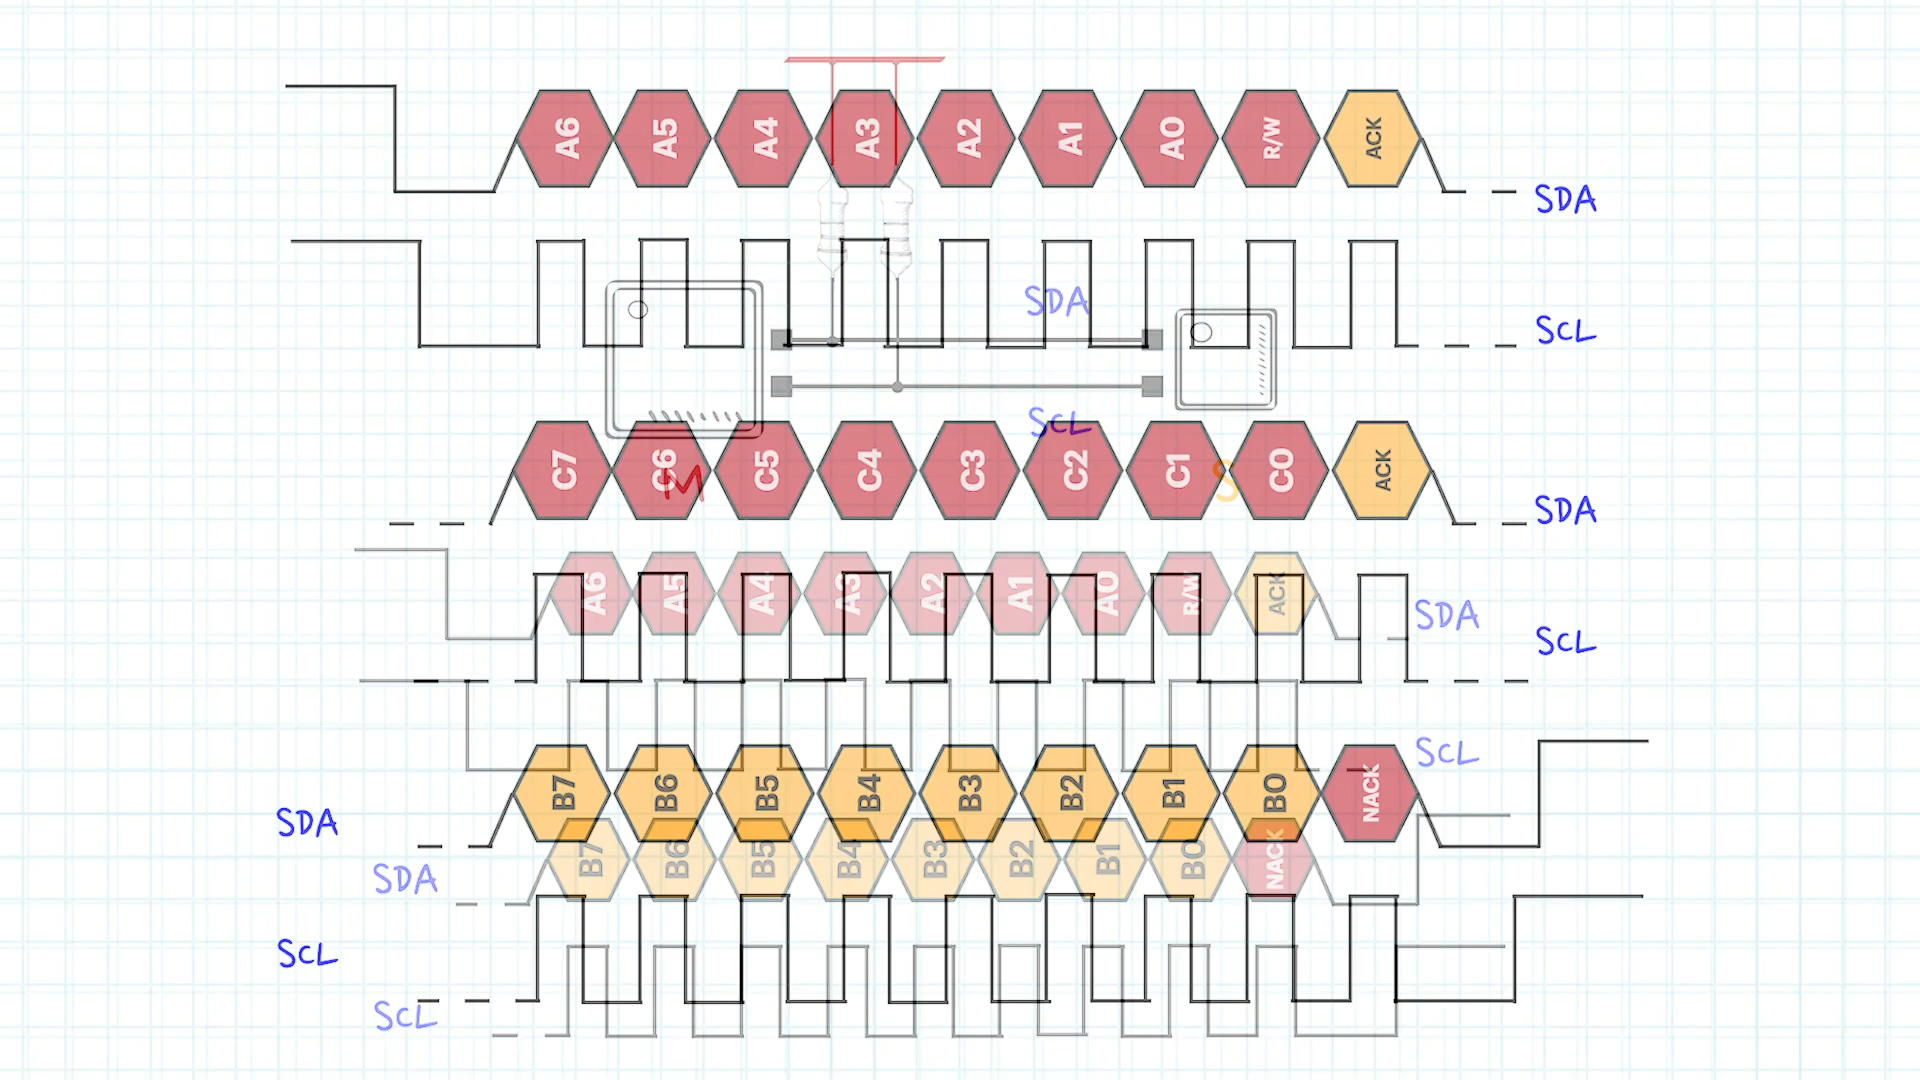 A6 A5 A4 A3 A2 A1 A0 R/W ACK
SDA
SDA
SCL
SCL
C7 C6 C5 C4 C3 C2 C1 C0 ACK
M S
SDA
A6 A5 A4 A3 A2 A1 A0 R/W ACK
SDA
SCL
SCL
B7 B6 B5 B4 B3 B2 B1 B0 NACK
SDA
B7 B6 B5 B4 B3 B2 B1 B0 NACK
SDA
SCL
SCL